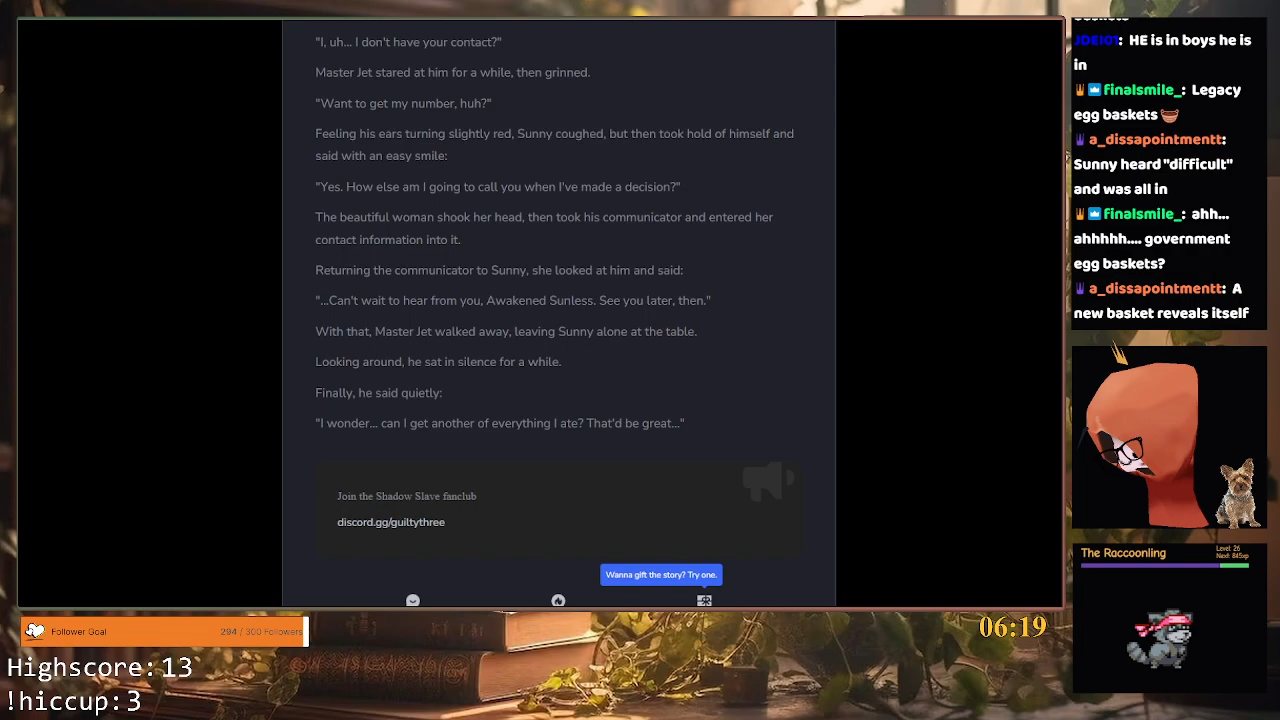 "I, uh... I don't have your contact?"
Master Jet stared at him for a while, then grinned.
"Want to get my number, huh?"
Feeling his ears turning slightly red, Sunny coughed, but then took hold of himself and
said with an easy smile:
"Yes. How else am I going to call you when I've made a decision?"
The beautiful woman shook her head, then took his communicator and entered her
contact information into it.
Returning the communicator to Sunny, she looked at him and said:
"...Can't wait to hear from you, Awakened Sunless. See you later, then."
With that, Master Jet walked away, leaving Sunny alone at the table.
Looking around, he sat in silence for a while.
Finally, he said quietly:
"I wonder... can I get another of everything I ate? That'd be great..."
Join the Shadow Slave fanclub
discord.gg/guiltythree
Wanna gift the story? Try one.
JDEI01: HE is in boys he is
in
finalsmile_: Legacy
egg baskets
a_dissapointmentt:
Sunny heard "difficult"
and was all in
finalsmile_: ahh...
ahhhhh.... government
egg baskets?
a_dissapointmentt: A
new basket reveals itself
The Raccoonling
Level: 26
Next: 845xp
Follower Goal
294 / 300 Followers
06:19
Highscore:13
!hiccup:3